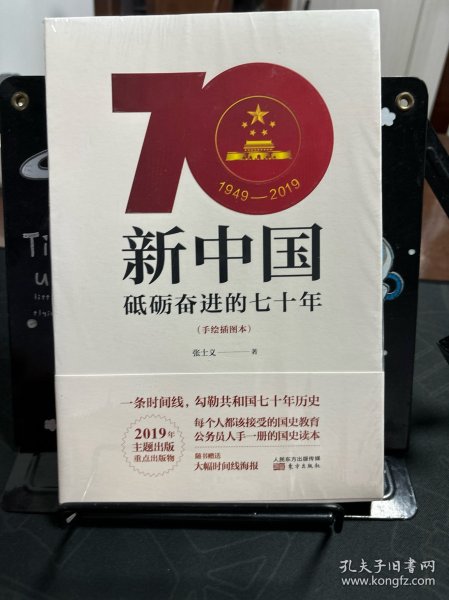 70
1949—2019
新中国
砥砺奋进的七十年
（手绘插图本）
张士义——著
一条时间线，勾勒共和国七十年历史
2019年
主题出版
重点出版物
每个人都该接受的国史教育
公务员人手一册的国史读本
随书赠送
大幅时间线海报
人民东方出版传媒
东方出版社
孔夫子旧书网
www.kongfz.com